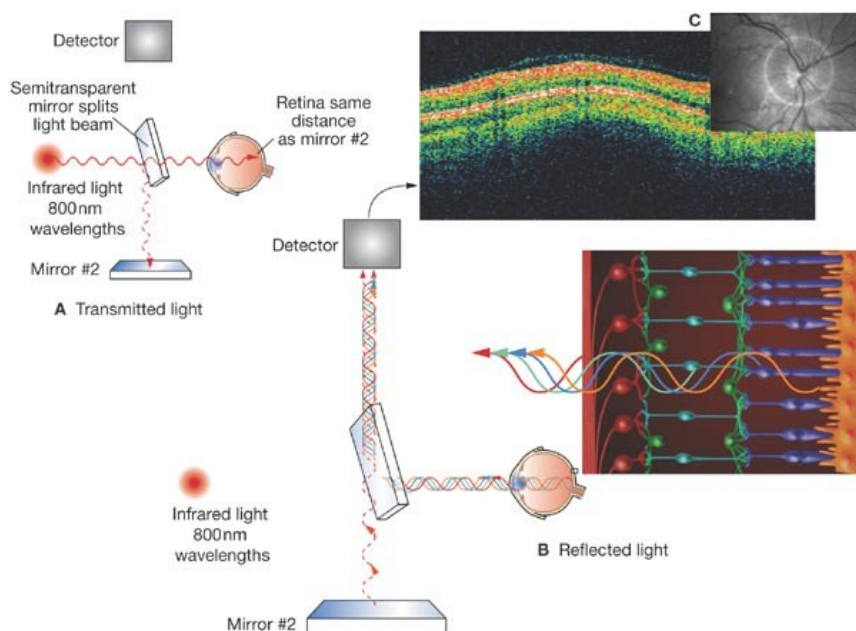 Detector
Semitransparent
mirror splits
light beam
Retina same
distance
as mirror #2
Infrared light
800nm
wavelengths
Mirror #2
A Transmitted light
C
Detector
Infrared light
800nm
wavelengths
B Reflected light
Mirror #2